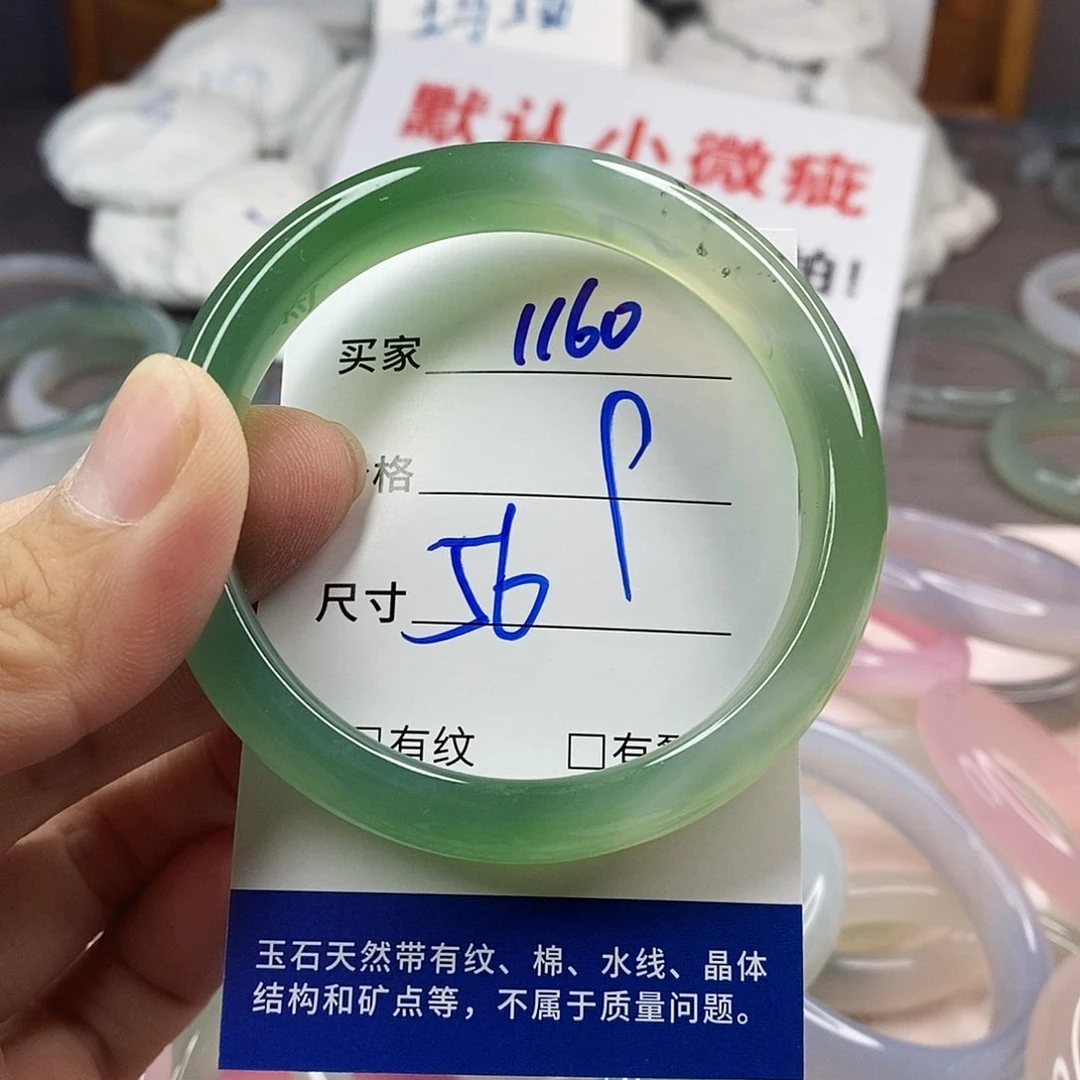 默认小微疵
拍!
买家 1160
格 P
尺寸 56
有纹 □有
玉石天然带有纹、棉、水线、晶体
结构和矿点等，不属于质量问题。